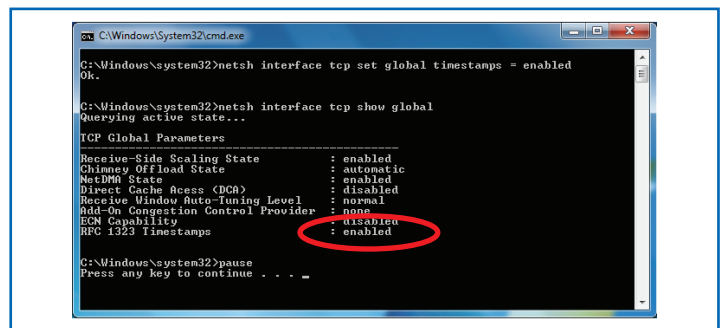 C:\Windows\System32\cmd.exe
C:\Windows\system32>netsh interface tcp set global timestamps = enabled
Ok.
C:\Windows\system32>netsh interface tcp show global
Querying active state...
TCP Global Parameters
----------------------------------------------
Receive-Side Scaling State : enabled
Chimney Offload State : automatic
NetDMA State : enabled
Direct Cache Acess (DCA) : disabled
Receive Window Auto-Tuning Level : normal
Add-On Congestion Control Provider : none
ECN Capability : disabled
RFC 1323 Timestamps : enabled
C:\Windows\system32>pause
Press any key to continue . . . _